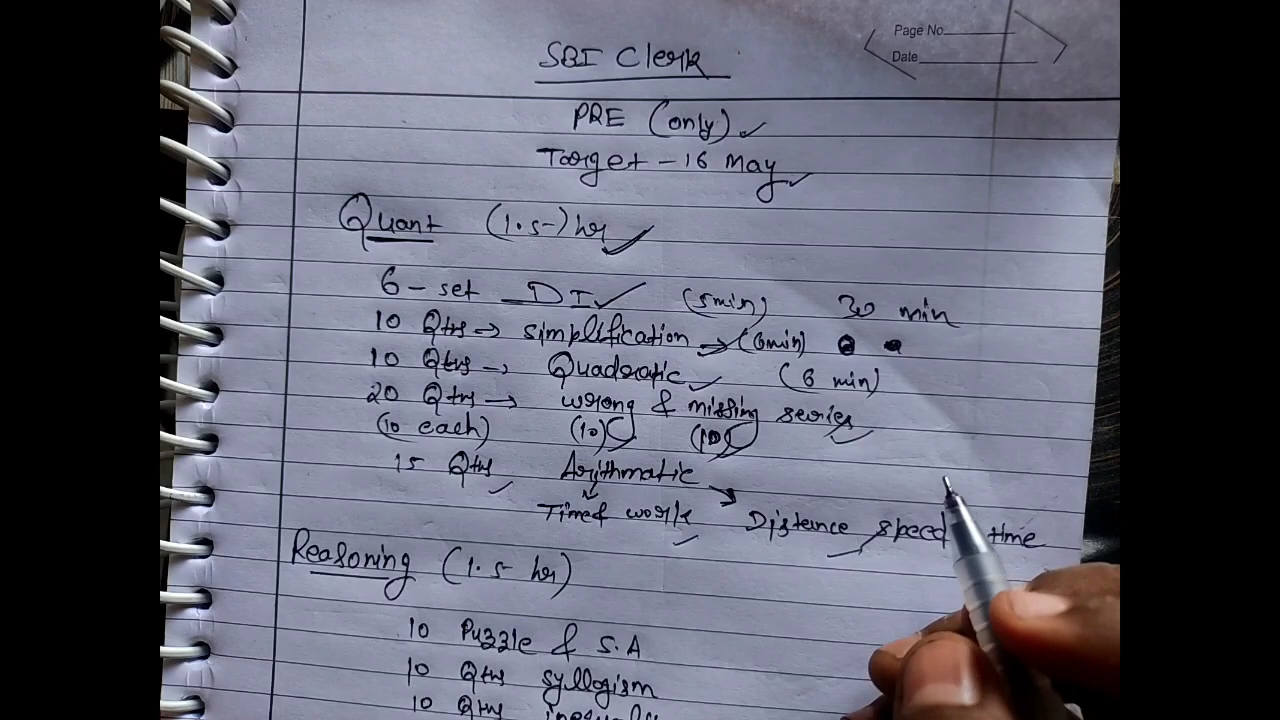 Page No
Date
SBI Clerk
PRE (only) ✓
Target - 16 May ✓
Quant (1.5) hr ✓
6 - set DI ✓ (5min) 30 min
10 Qtns → simplification → (6min)
10 Qtns → Quadratic ✓ (6 min)
20 Qtns → wrong & missing series
(10 each) (10) (10)
15 Qtns Arithmatic
Time & work Distance speed time
Reasoning (1.5 hr)
10 Puzzle & S.A
10 Qtns syllogism
10 Qtns